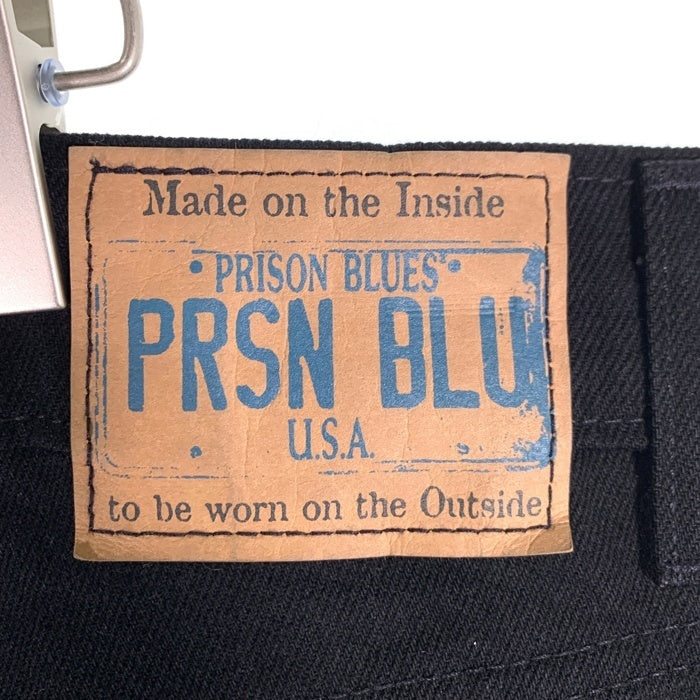 Made on the Inside
PRISON BLUES
PRSN BLU
U.S.A.
to be worn on the Outside